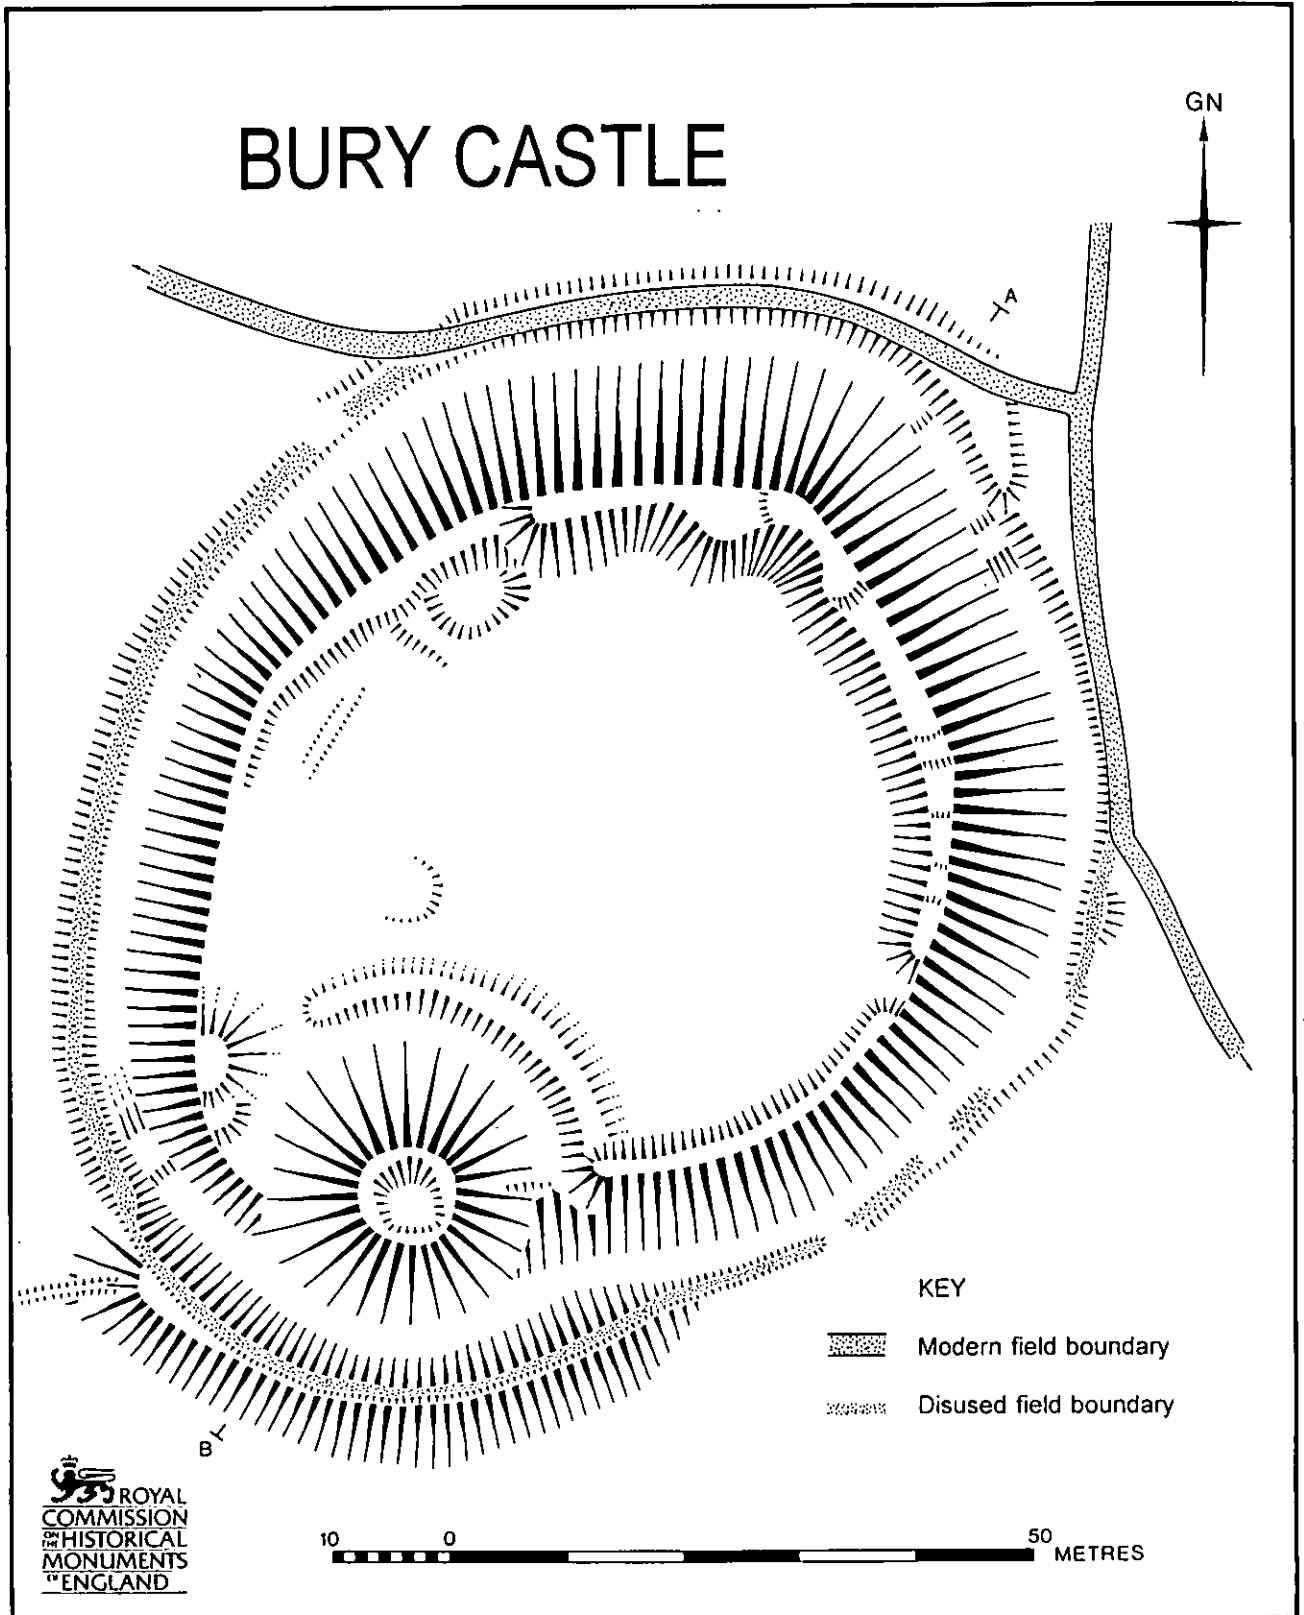 BURY CASTLE
GN
A
KEY
Modern field boundary
Disused field boundary
B
ROYAL
COMMISSION
ON THE HISTORICAL
MONUMENTS
OF ENGLAND
10 0 50 METRES